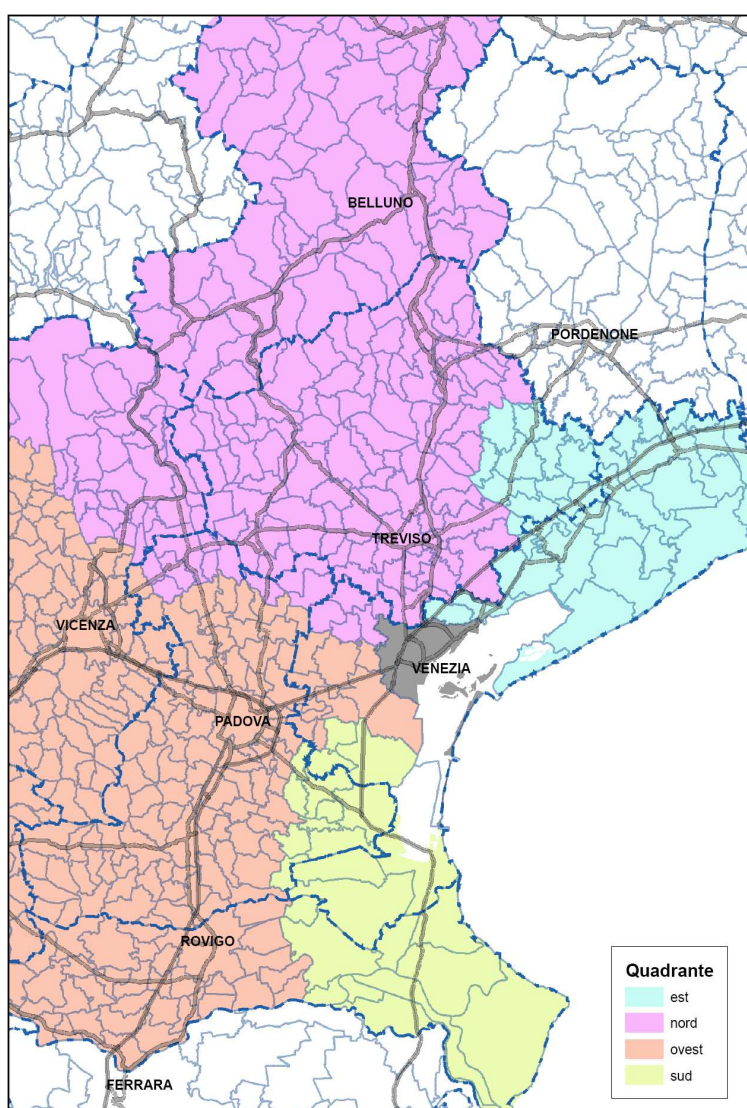 BELLUNO
PORDENONE
TREVISO
VICENZA
VENEZIA
PADOVA
ROVIGO
FERRARA
Quadrante
est
nord
ovest
sud